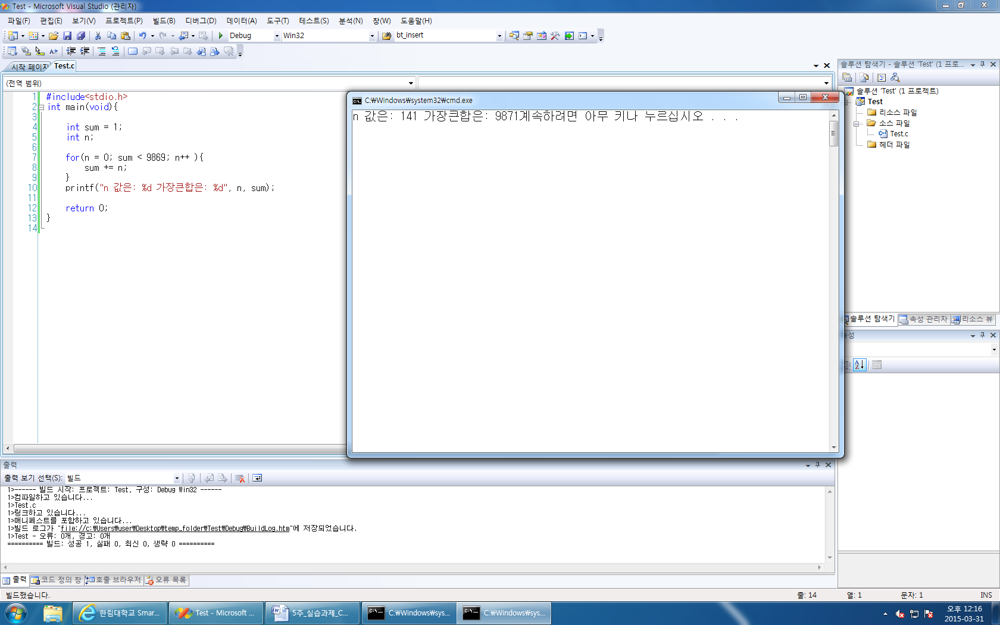 Test - Microsoft Visual Studio (관리자)
파일(F) 편집(E) 보기(V) 프로젝트(P) 빌드(B) 디버그(D) 데이터(A) 도구(T) 테스트(S) 분석(N) 창(W) 도움말(H)
Debug Win32 bt_insert
시작 페이지 Test.c
(전역 범위)
1 #include<stdio.h>
2 int main(void){
3
4 int sum = 1;
5 int n;
6
7 for(n = 0; sum < 9869; n++ ){
8 sum += n;
9 }
10 printf("n 값은: %d 가장큰합은: %d", n, sum);
11
12 return 0;
13 }
14
C:\Windows\system32\cmd.exe
n 값은: 141 가장큰합은: 9871계속하려면 아무 키나 누르십시오 . . .
솔루션 탐색기 - 솔루션 'Test' (1 프로...
솔루션 'Test' (1 프로젝트)
Test
리소스 파일
소스 파일
Test.c
헤더 파일
솔루션 탐색기 속성 관리자 리소스 뷰
속성
출력
출력 보기 선택(S): 빌드
1>------ 빌드 시작: 프로젝트: Test, 구성: Debug Win32 ------
1>컴파일하고 있습니다...
1>Test.c
1>링크하고 있습니다...
1>매니페스트를 포함하고 있습니다...
1>빌드 로그가 "file://c:\Users\user\Desktop\temp_folder\Test\Debug\BuildLog.htm"에 저장되었습니다.
1>Test - 오류: 0개, 경고: 0개
========== 빌드: 성공 1, 실패 0, 최신 0, 생략 0 ==========
출력 코드 정의 창 호출 브라우저 오류 목록
빌드했습니다. 줄: 14 열: 1 문자: 1 INS
한림대학교 Smar... Test - Microsoft ... 5주_실습과제_C... C:\Windows\sys... C:\Windows\sys...
오후 12:16
2015-03-31